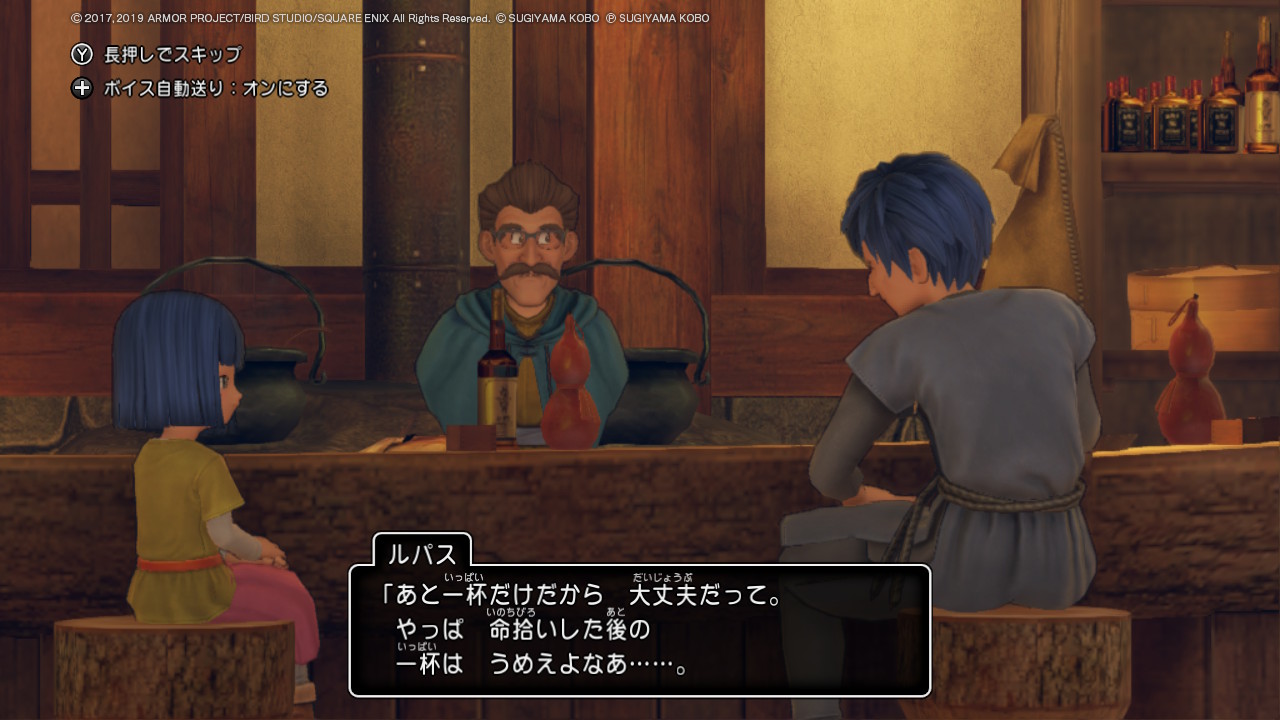 © 2017, 2019 ARMOR PROJECT/BIRD STUDIO/SQUARE ENIX All Rights Reserved. © SUGIYAMA KOBO ℗ SUGIYAMA KOBO
Ⓨ 長押しでスキップ
⊕ ボイス自動送り：オンにする
ルパス
「あと一杯だけだから　大丈夫だって。
やっぱ　命拾いした後の
一杯は　うめえよなあ……。